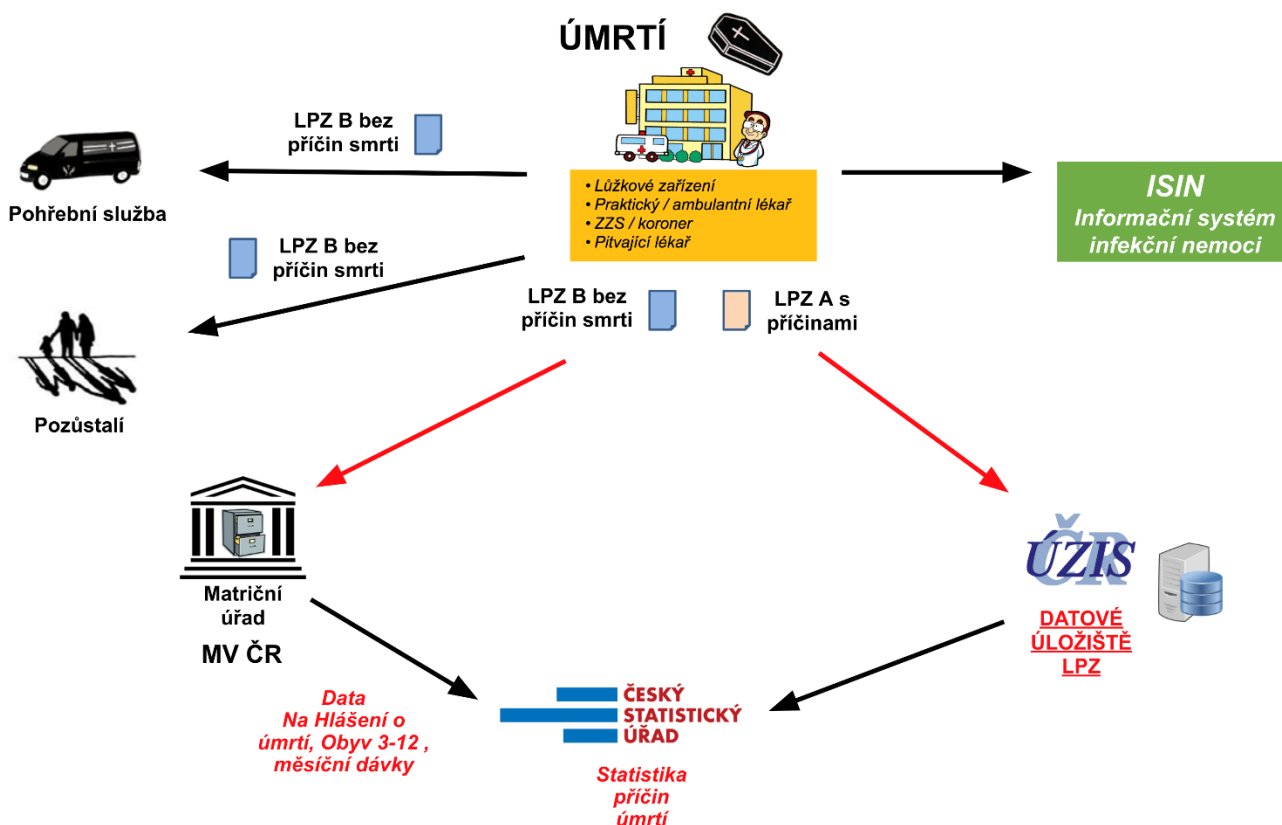 ÚMRTÍ
LPZ B bez
příčin smrti
Pohřební služba
• Lůžkové zařízení
• Praktický / ambulantní lékař
• ZZS / koroner
• Pitvající lékař
ISIN
Informační systém
infekční nemoci
LPZ B bez
příčin smrti
Pozůstalí
LPZ B bez
příčin smrti
LPZ A s
příčinami
Matriční
úřad
MV ČR
ÚZIS
ČR
DATOVÉ
ÚLOŽIŠTĚ
LPZ
Data
Na Hlášení o
úmrtí, Obyv 3-12 ,
měsíční dávky
ČESKÝ
STATISTICKÝ
ÚŘAD
Statistika
příčin
úmrtí